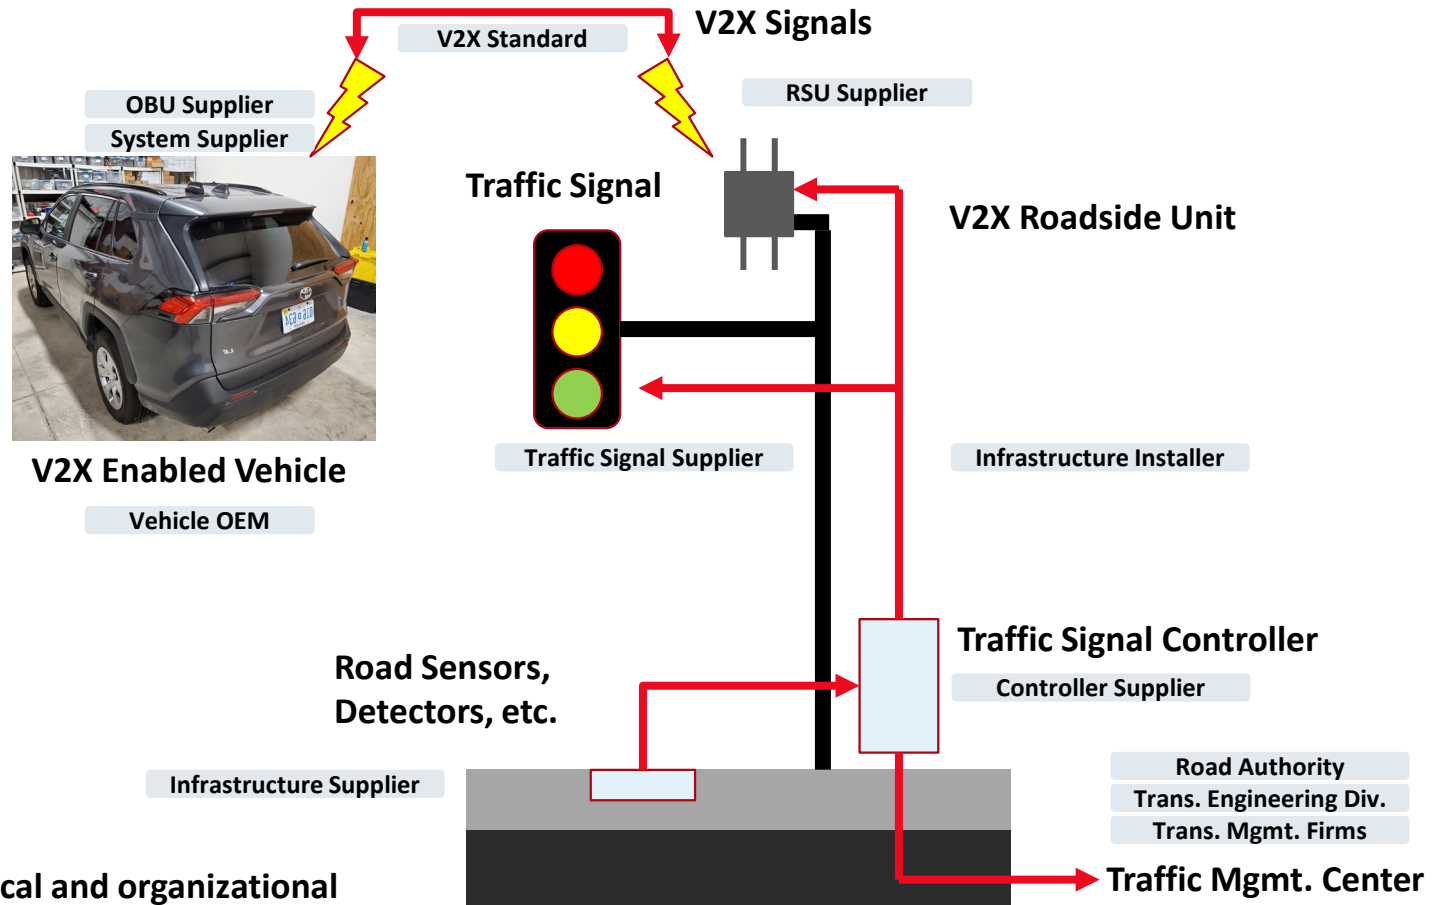 V2X Signals
V2X Standard
OBU Supplier
System Supplier
RSU Supplier
Traffic Signal
V2X Roadside Unit
Traffic Signal Supplier
Infrastructure Installer
V2X Enabled Vehicle
Vehicle OEM
Traffic Signal Controller
Controller Supplier
Road Sensors,
Detectors, etc.
Infrastructure Supplier
Road Authority
Trans. Engineering Div.
Trans. Mgmt. Firms
Traffic Mgmt. Center
cal and organizational